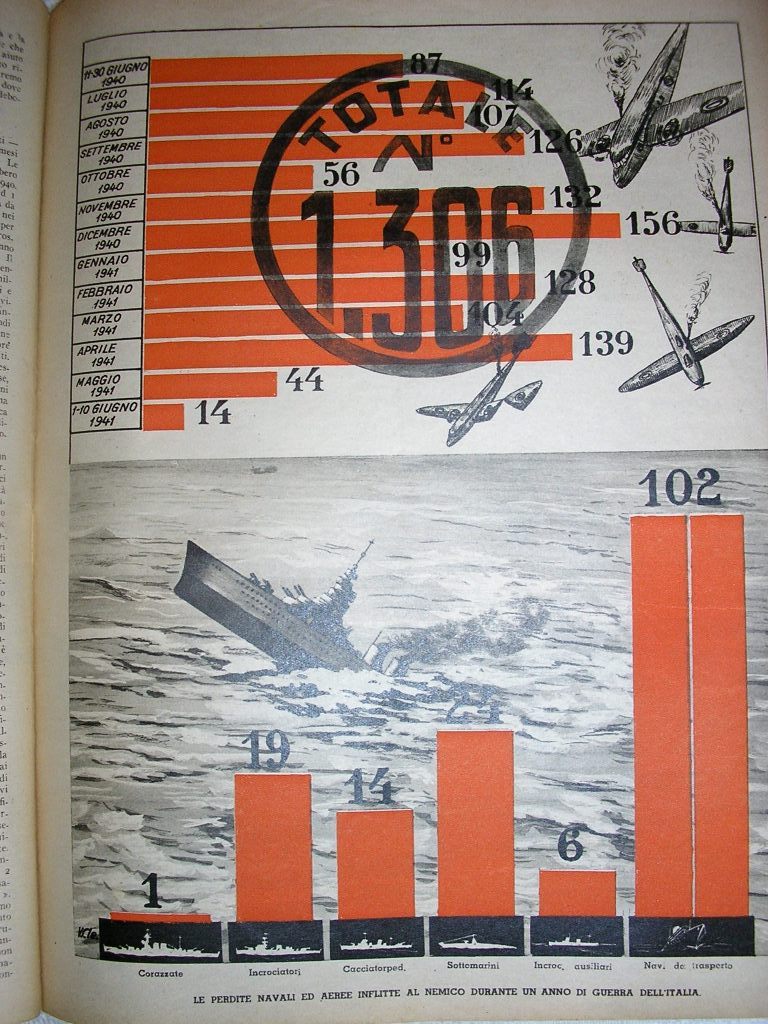 11-30 GIUGNO 1940 87
LUGLIO 1940 114
AGOSTO 1940 107
SETTEMBRE 1940 126
OTTOBRE 1940 56
NOVEMBRE 1940 132
DICEMBRE 1940 156
GENNAIO 1941 99
FEBBRAIO 1941 128
MARZO 1941 104
APRILE 1941 139
MAGGIO 1941 44
1-10 GIUGNO 1941 14
TOTALE
N°
1.306
102
19
14
24
6
1
Corazzate
Incrociatori
Cacciatorped.
Sottomarini
Incroc. ausiliari
Navi da trasporto
LE PERDITE NAVALI ED AEREE INFLITTE AL NEMICO DURANTE UN ANNO DI GUERRA DELL'ITALIA.